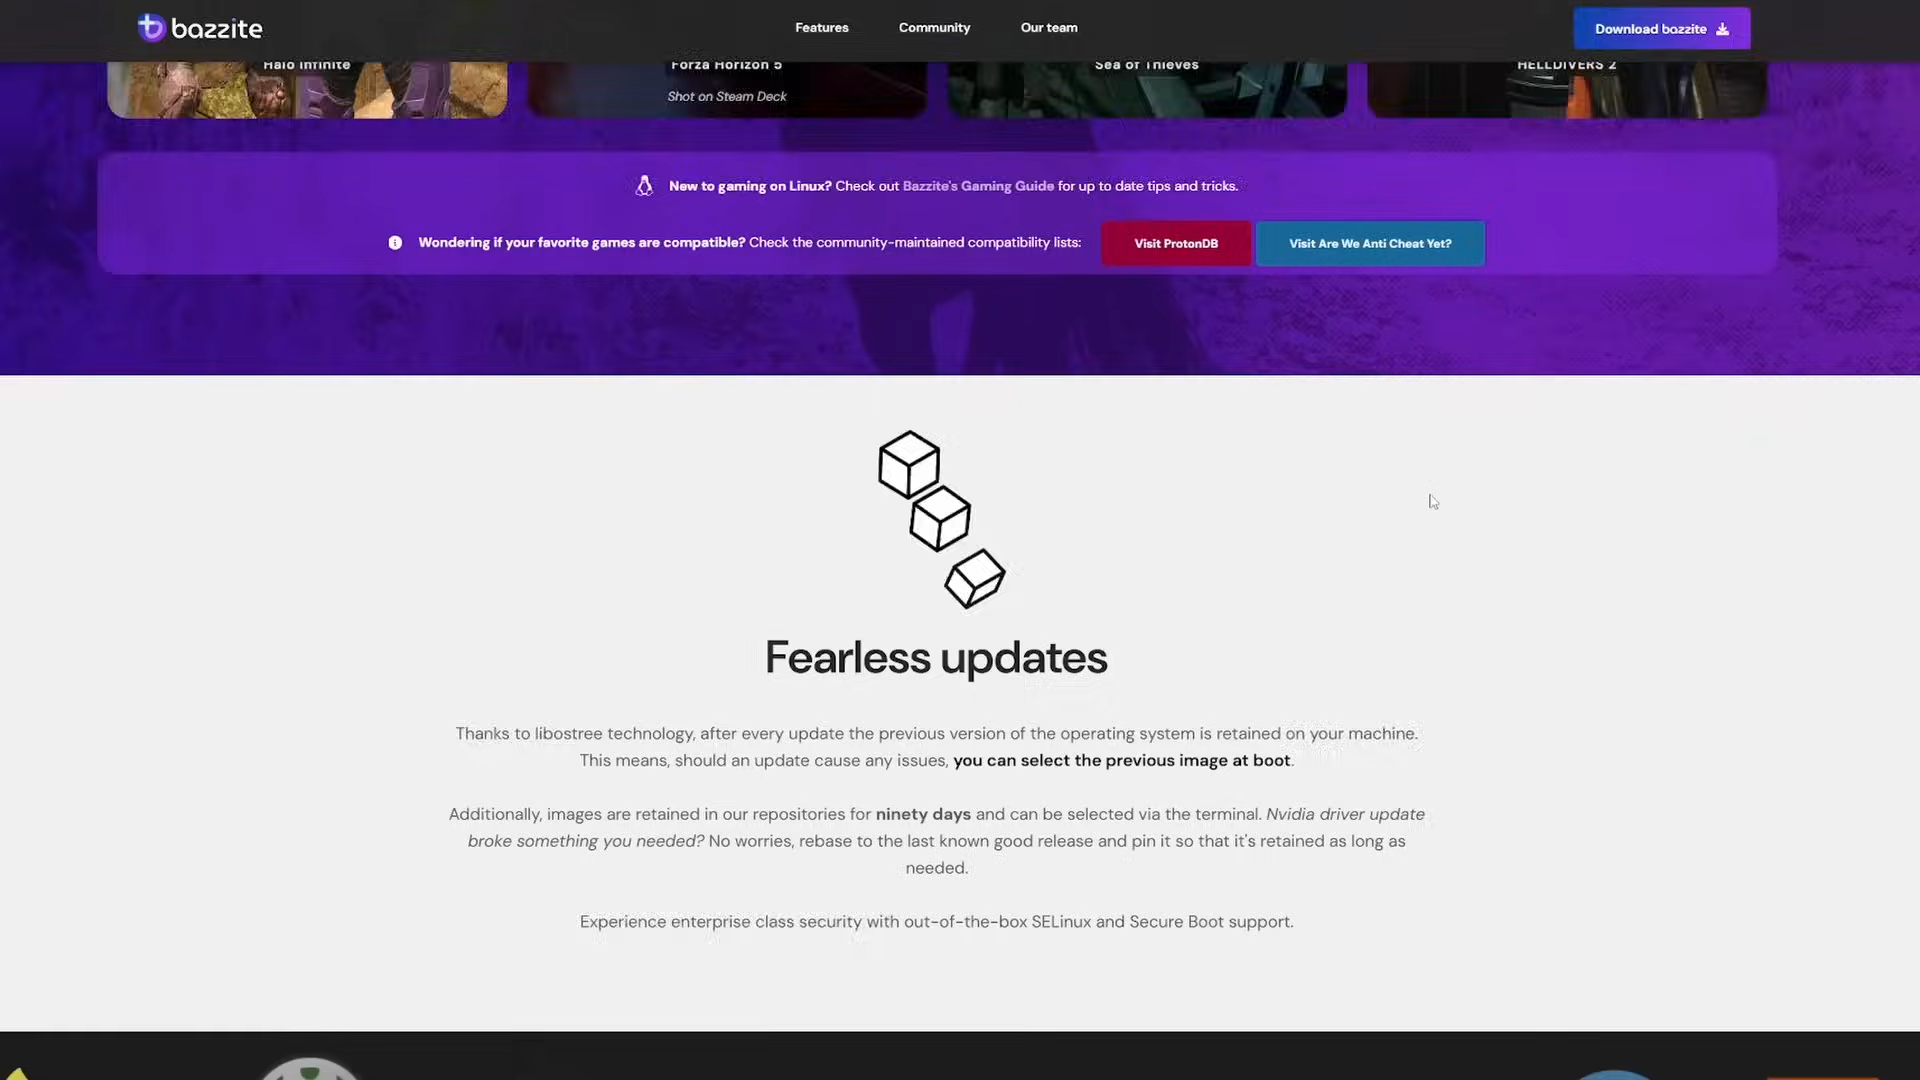 bazzite
Features
Community
Our team
Download bazzite
Halo Infinite
Forza Horizon 5
Sea of Thieves
HELLDIVERS 2
Shot on Steam Deck
New to gaming on Linux? Check out Bazzite's Gaming Guide for up to date tips and tricks.
Wondering if your favorite games are compatible? Check the community-maintained compatibility lists:
Visit ProtonDB
Visit Are We Anti Cheat Yet?
Fearless updates
Thanks to libostree technology, after every update the previous version of the operating system is retained on your machine.
This means, should an update cause any issues, you can select the previous image at boot.
Additionally, images are retained in our repositories for ninety days and can be selected via the terminal. Nvidia driver update
broke something you needed? No worries, rebase to the last known good release and pin it so that it's retained as long as
needed.
Experience enterprise class security with out-of-the-box SELinux and Secure Boot support.